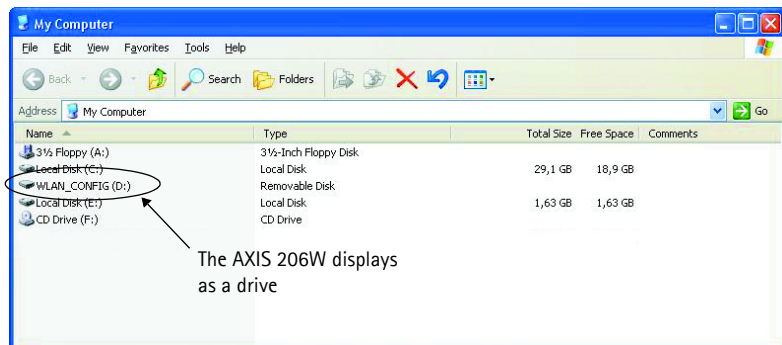 My Computer
File Edit View Favorites Tools Help
Back Search Folders
Address My Computer Go
Name Type Total Size Free Space Comments
3½ Floppy (A:) 3½-Inch Floppy Disk
Local Disk (C:) Local Disk 29,1 GB 18,9 GB
WLAN_CONFIG (D:) Removable Disk
Local Disk (E:) Local Disk 1,63 GB 1,63 GB
CD Drive (F:) CD Drive
The AXIS 206W displays
as a drive